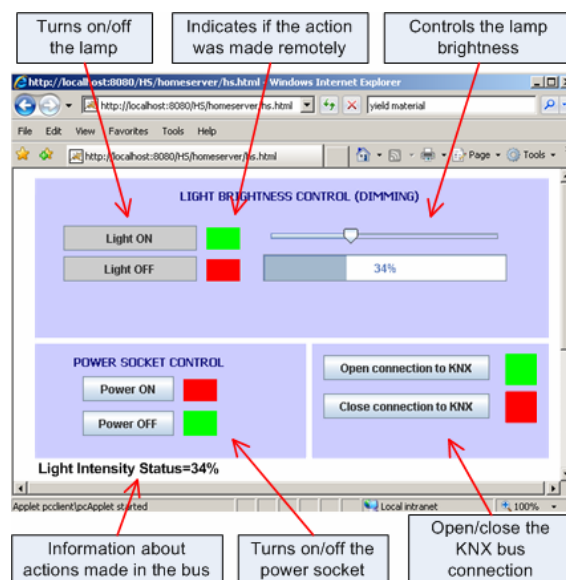 Turns on/off
the lamp
Indicates if the action
was made remotely
Controls the lamp
brightness
http://localhost:8080/HS/homeserver/hs.html - Windows Internet Explorer
http://localhost:8080/HS/homeserver/hs.html
yield material
File Edit View Favorites Tools Help
http://localhost:8080/HS/homeserver/hs.html
Page Tools
LIGHT BRIGHTNESS CONTROL (DIMMING)
Light ON
Light OFF
34%
POWER SOCKET CONTROL
Power ON
Power OFF
Open connection to KNX
Close connection to KNX
Light Intensity Status=34%
Applet pcclient\pcApplet started
Local intranet
100%
Information about
actions made in the bus
Turns on/off the
power socket
Open/close the
KNX bus
connection